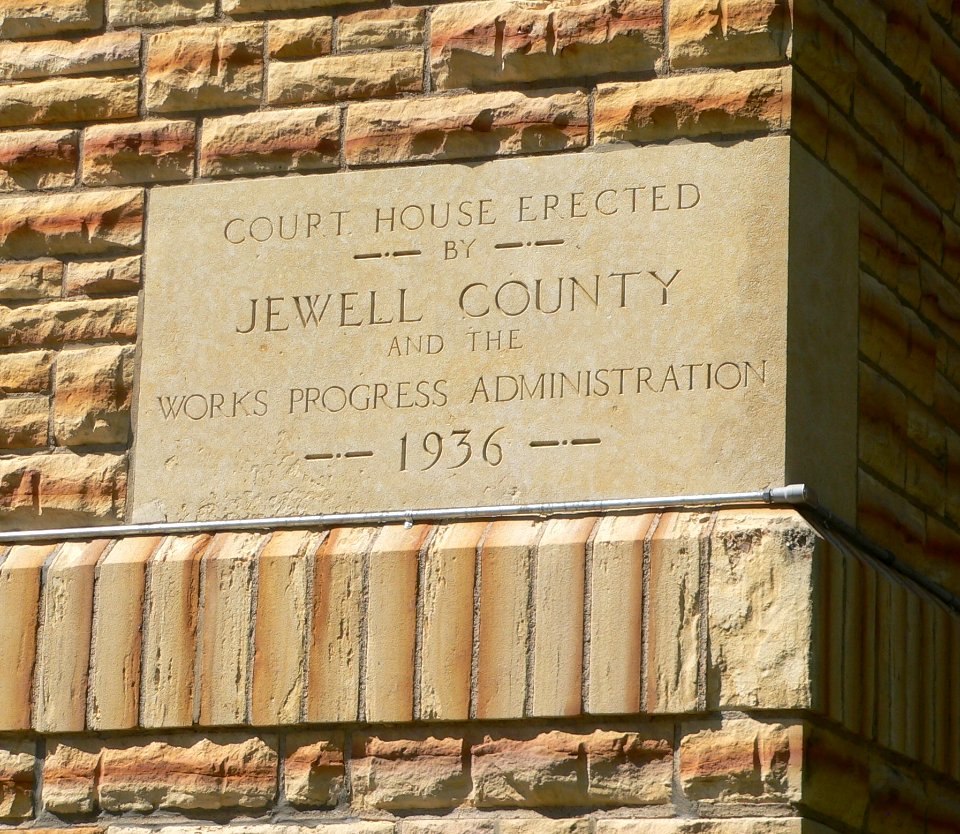 COURT HOUSE ERECTED
BY
JEWELL COUNTY
AND THE
WORKS PROGRESS ADMINISTRATION
1936